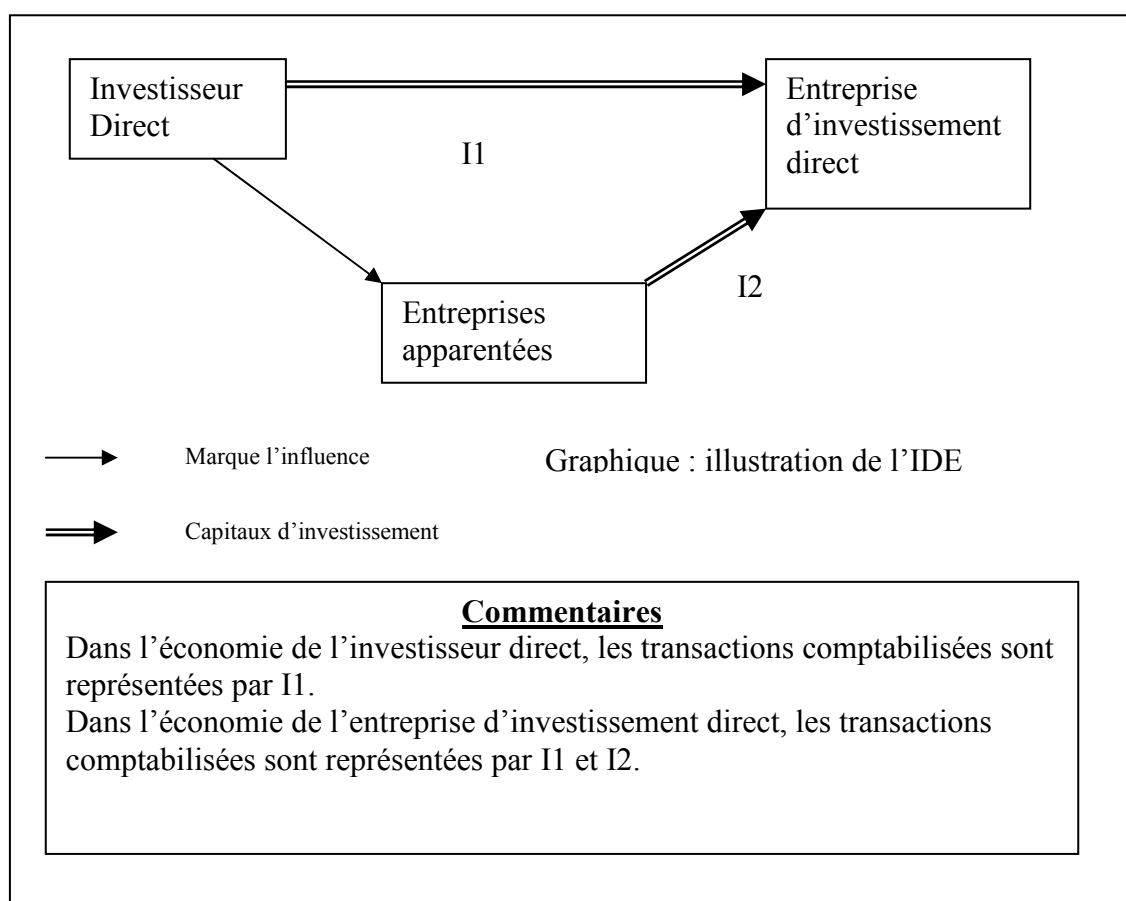 Investisseur
Direct
Entreprise
d’investissement
direct
I1
I2
Entreprises
apparentées
Marque l’influence
Graphique : illustration de l’IDE
Capitaux d’investissement
Commentaires
Dans l’économie de l’investisseur direct, les transactions comptabilisées sont
représentées par I1.
Dans l’économie de l’entreprise d’investissement direct, les transactions
comptabilisées sont représentées par I1 et I2.